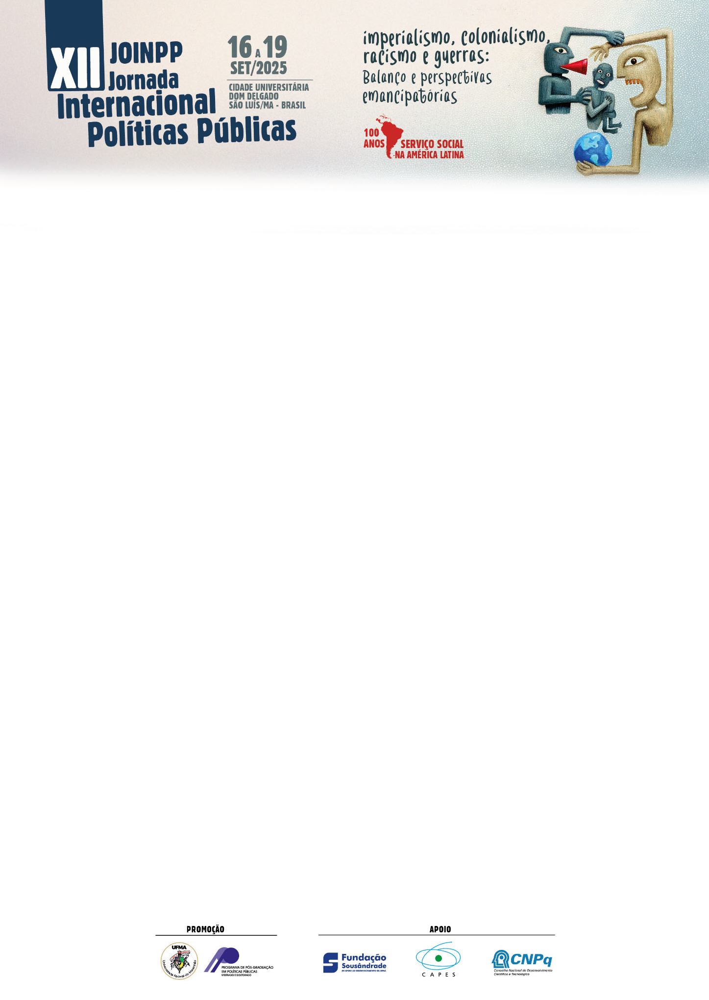 XII JOINPP
Jornada
Internacional
Políticas Públicas
16 A 19
SET/2025
CIDADE UNIVERSITÁRIA
DOM DELGADO
SÃO LUÍS/MA - BRASIL
imperialismo, colonialismo,
racismo e guerras:
Balanço e perspectivas
emancipatórias
100
ANOS SERVIÇO SOCIAL
NA AMÉRICA LATINA
PROMOÇÃO
UFMA
Universidade Federal do Maranhão
PROGRAMA DE PÓS-GRADUAÇÃO
EM POLÍTICAS PÚBLICAS
MESTRADO E DOUTORADO
APOIO
Fundação
Sousândrade
DE APOIO AO DESENVOLVIMENTO DA UFMA
CAPES
CNPq
Conselho Nacional de Desenvolvimento
Científico e Tecnológico